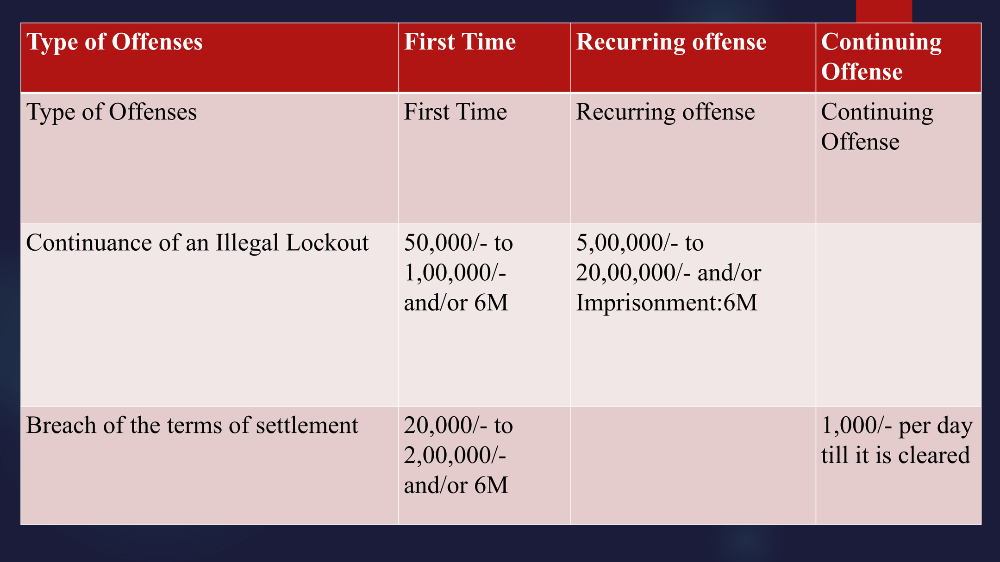 Type of Offenses
First Time
Recurring offense
Continuing
Offense
Type of Offenses
First Time
Recurring offense
Continuing
Offense
Continuance of an Illegal Lockout
50,000/- to
1,00,000/-
and/or 6M
5,00,000/- to
20,00,000/- and/or
Imprisonment:6M
Breach of the terms of settlement
20,000/- to
2,00,000/-
and/or 6M
1,000/- per day
till it is cleared